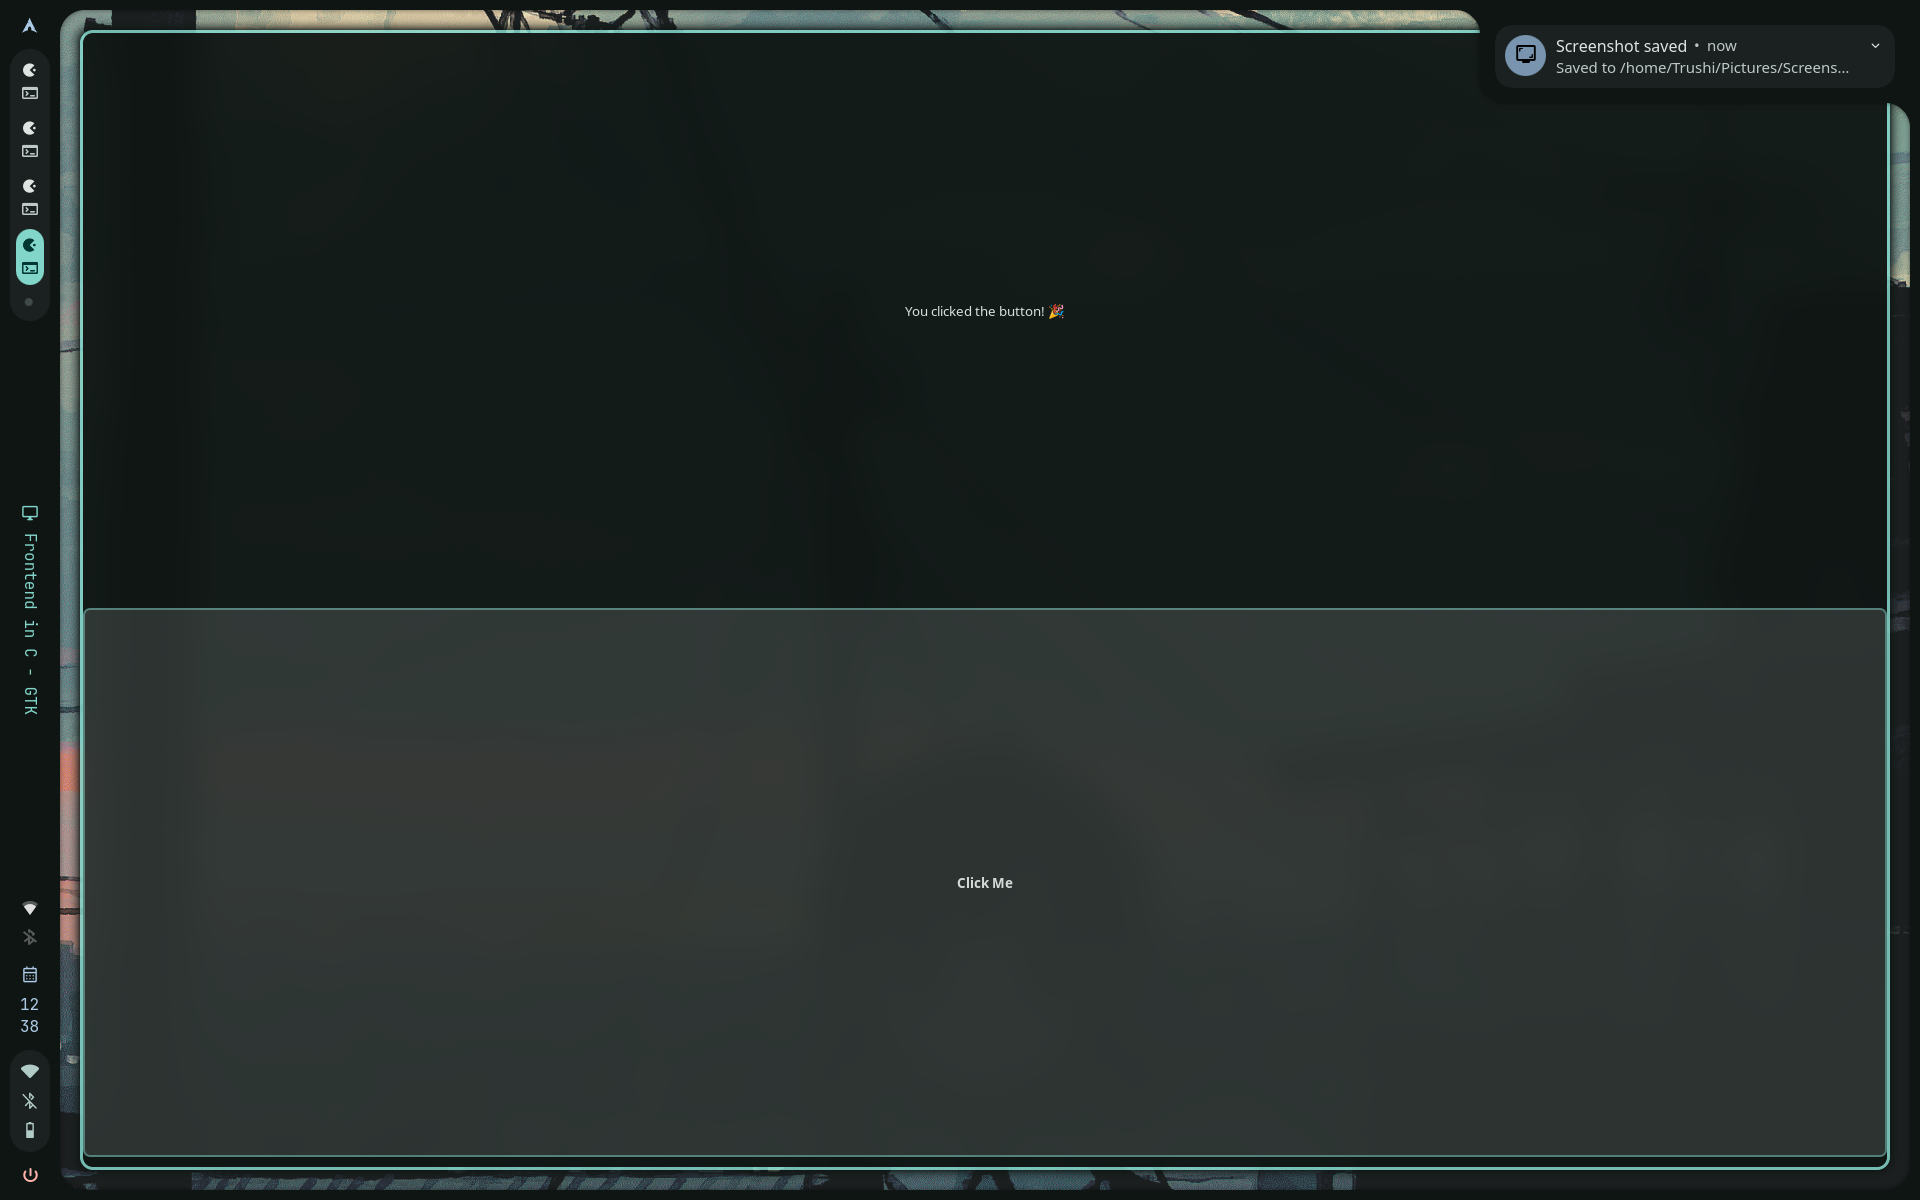 Screenshot saved • now
Saved to /home/Trushi/Pictures/Screens...
You clicked the button! 🎉
Frontend in C - GTK
Click Me
12
38